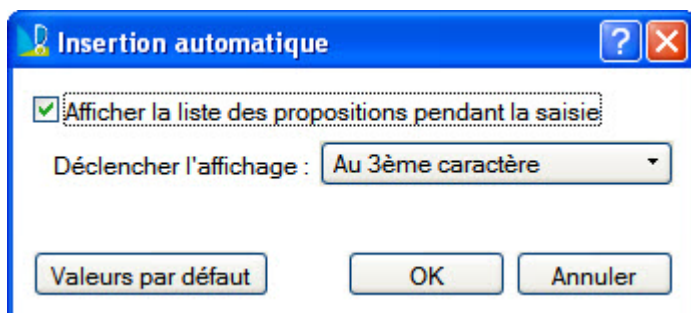 Insertion automatique
Afficher la liste des propositions pendant la saisie
Déclencher l'affichage : Au 3ème caractère
Valeurs par défaut OK Annuler